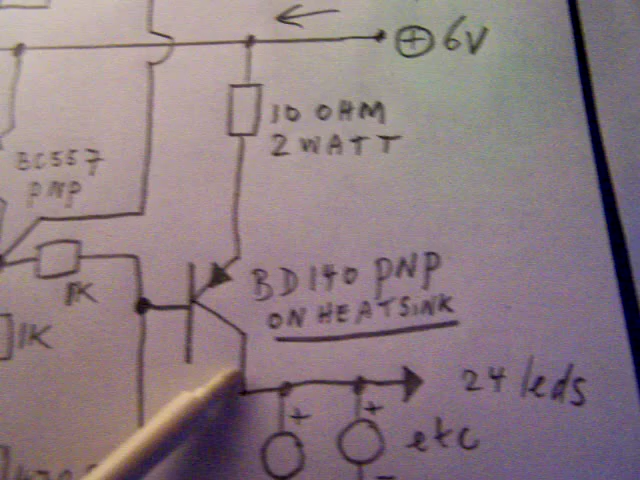 ⊕ 6V
10 OHM
2 WATT
BC557
PNP
BD140 PNP
ON HEATSINK
1K
1K
24 leds
+
+
etc